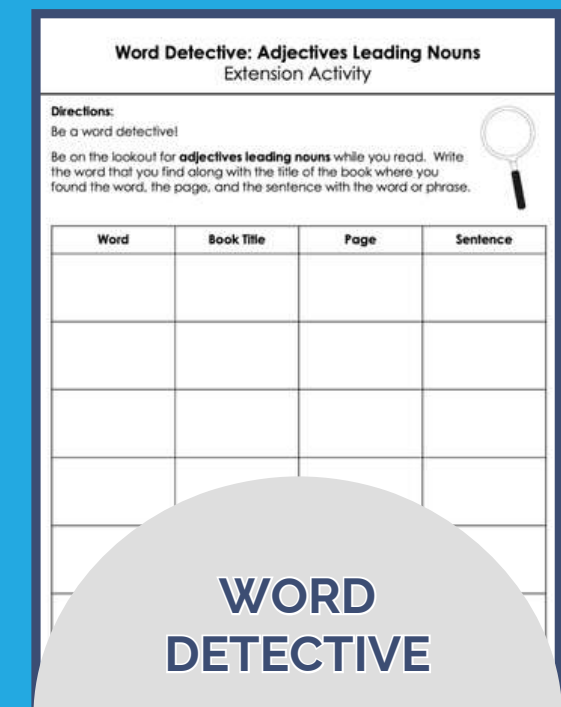 Word Detective: Adjectives Leading Nouns
Extension Activity
Directions:
Be a word detective!
Be on the lookout for adjectives leading nouns while you read. Write
the word that you find along with the title of the book where you
found the word, the page, and the sentence with the word or phrase.
Word Book Title Page Sentence
WORD
DETECTIVE